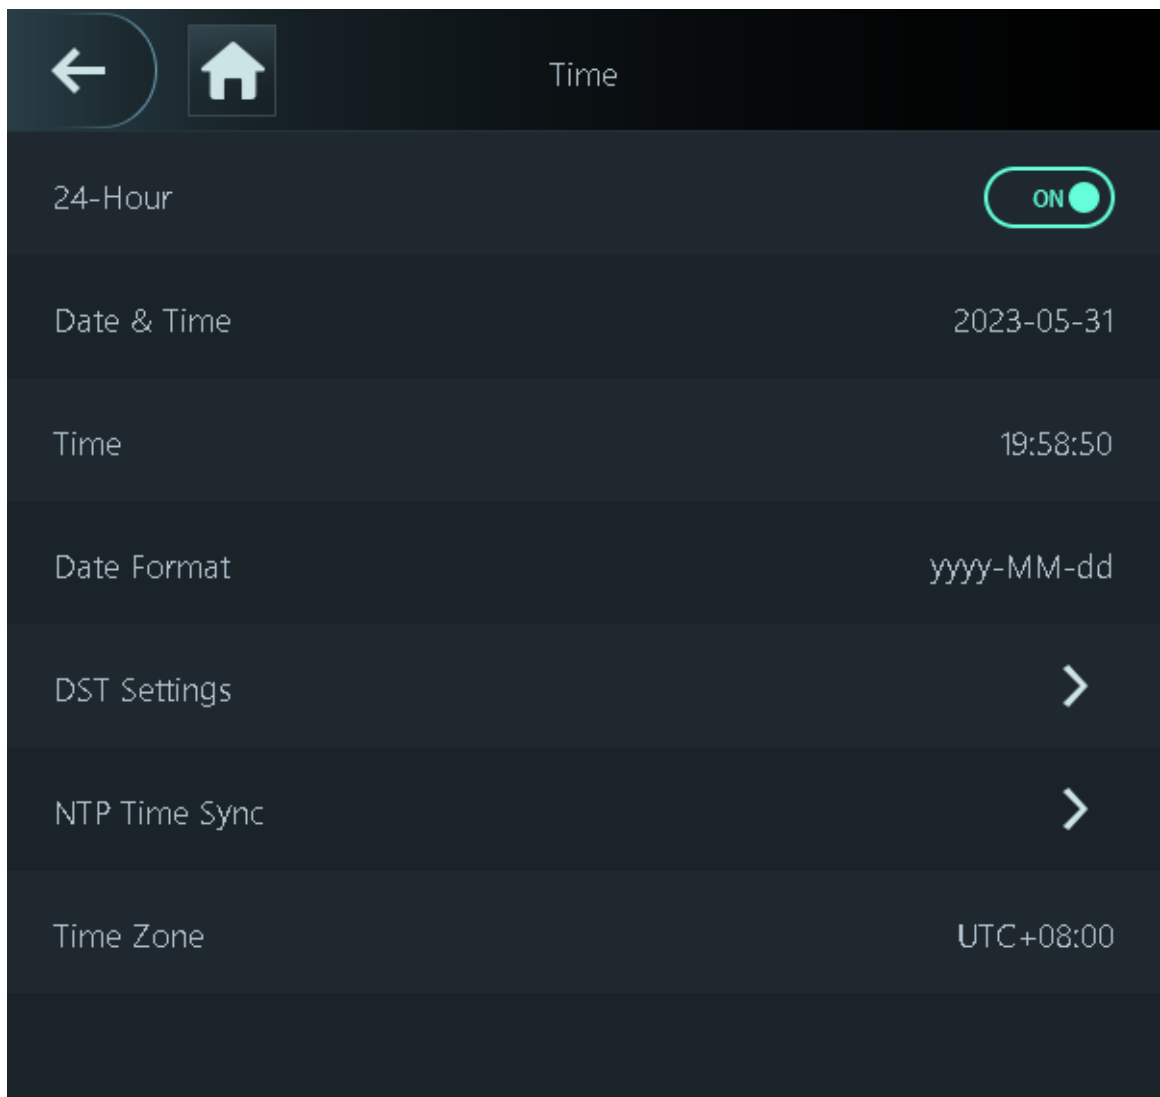 Time
24-Hour
ON
Date & Time
2023-05-31
Time
19:58:50
Date Format
yyyy-MM-dd
DST Settings
NTP Time Sync
Time Zone
UTC+08:00